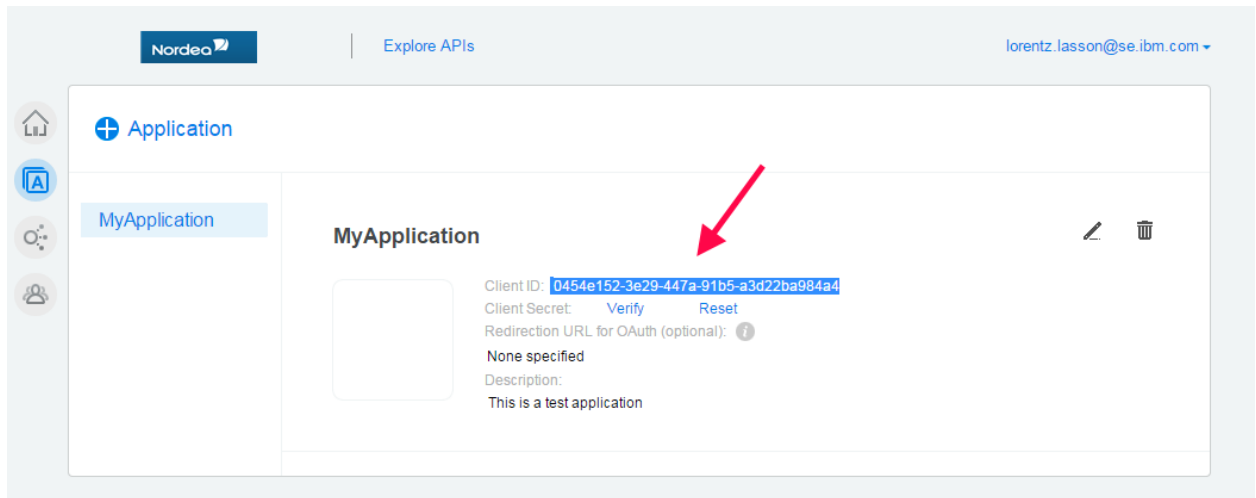 Nordea
Explore APIs
lorentz.lasson@se.ibm.com
Application
A
MyApplication
MyApplication
Client ID: 0454e152-3e29-447a-91b5-a3d22ba984a4
Client Secret: Verify Reset
Redirection URL for OAuth (optional): i
None specified
Description:
This is a test application